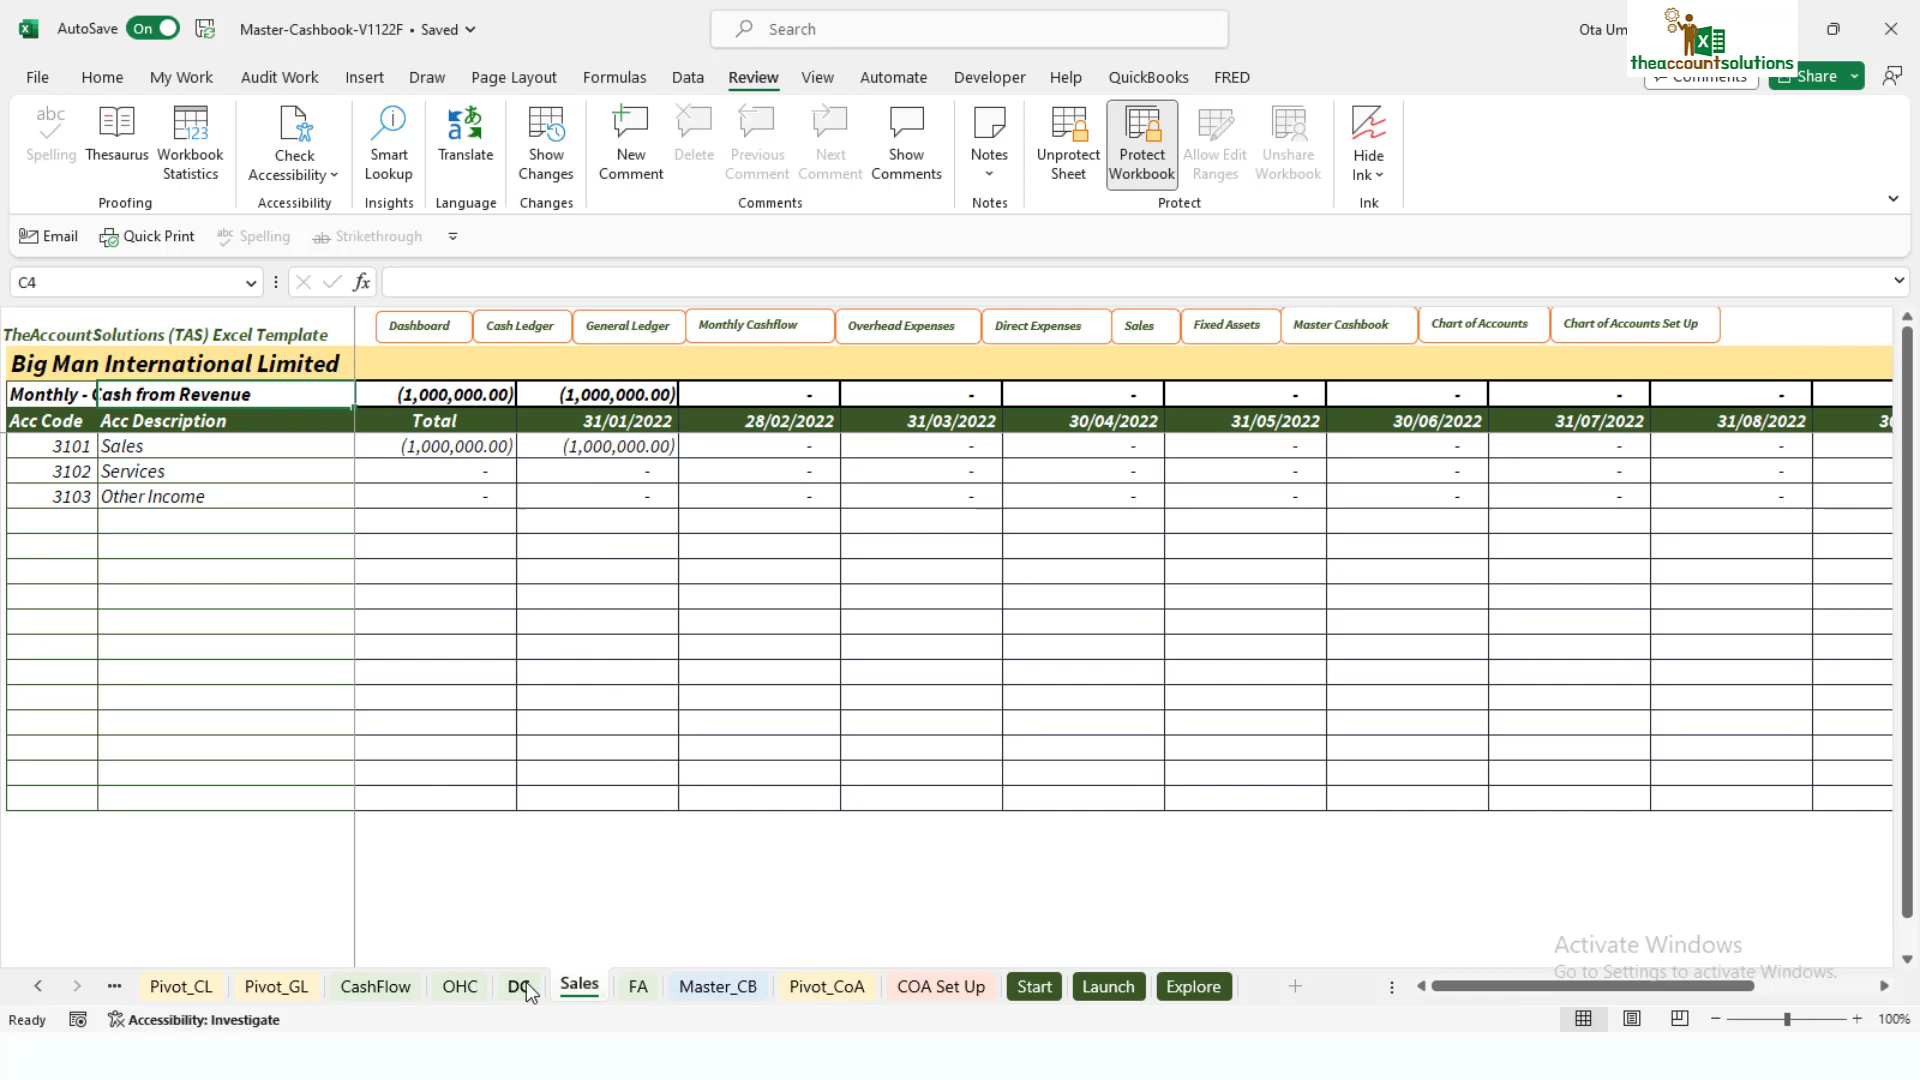 AutoSave On Master-Cashbook-V1122F • Saved Search Ota Um
theaccountsolutions
File Home My Work Audit Work Insert Draw Page Layout Formulas Data Review View Automate Developer Help QuickBooks FRED Comments Share
Spelling Thesaurus Workbook Statistics Check Accessibility Smart Lookup Translate Show Changes New Comment Delete Previous Comment Next Comment Show Comments Notes Unprotect Sheet Protect Workbook Allow Edit Ranges Unshare Workbook Hide Ink
Proofing Accessibility Insights Language Changes Comments Notes Protect Ink
Email Quick Print Spelling Strikethrough
C4 fx
TheAccountSolutions (TAS) Excel Template Dashboard Cash Ledger General Ledger Monthly Cashflow Overhead Expenses Direct Expenses Sales Fixed Assets Master Cashbook Chart of Accounts Chart of Accounts Set Up
Big Man International Limited
Monthly - Cash from Revenue (1,000,000.00) (1,000,000.00) - - - - - - -
Acc Code Acc Description Total 31/01/2022 28/02/2022 31/03/2022 30/04/2022 31/05/2022 30/06/2022 31/07/2022 31/08/2022 30
3101 Sales (1,000,000.00) (1,000,000.00) - - - - - - -
3102 Services - - - - - - - - -
3103 Other Income - - - - - - - - -
Activate Windows
Go to Settings to activate Windows.
Pivot_CL Pivot_GL CashFlow OHC DC Sales FA Master_CB Pivot_CoA COA Set Up Start Launch Explore
Ready Accessibility: Investigate 100%